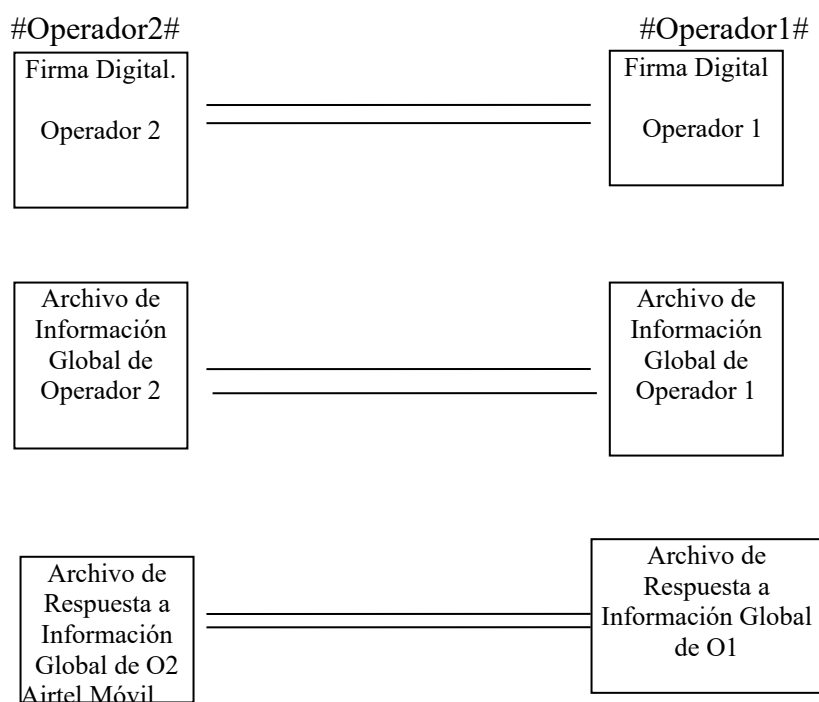 #Operador2#
#Operador1#
Firma Digital.
Operador 2
Firma Digital
Operador 1
Archivo de
Información
Global de
Operador 2
Archivo de
Información
Global de
Operador 1
Archivo de
Respuesta a
Información
Global de O2
Airtel Móvil
Archivo de
Respuesta a
Información Global
de O1